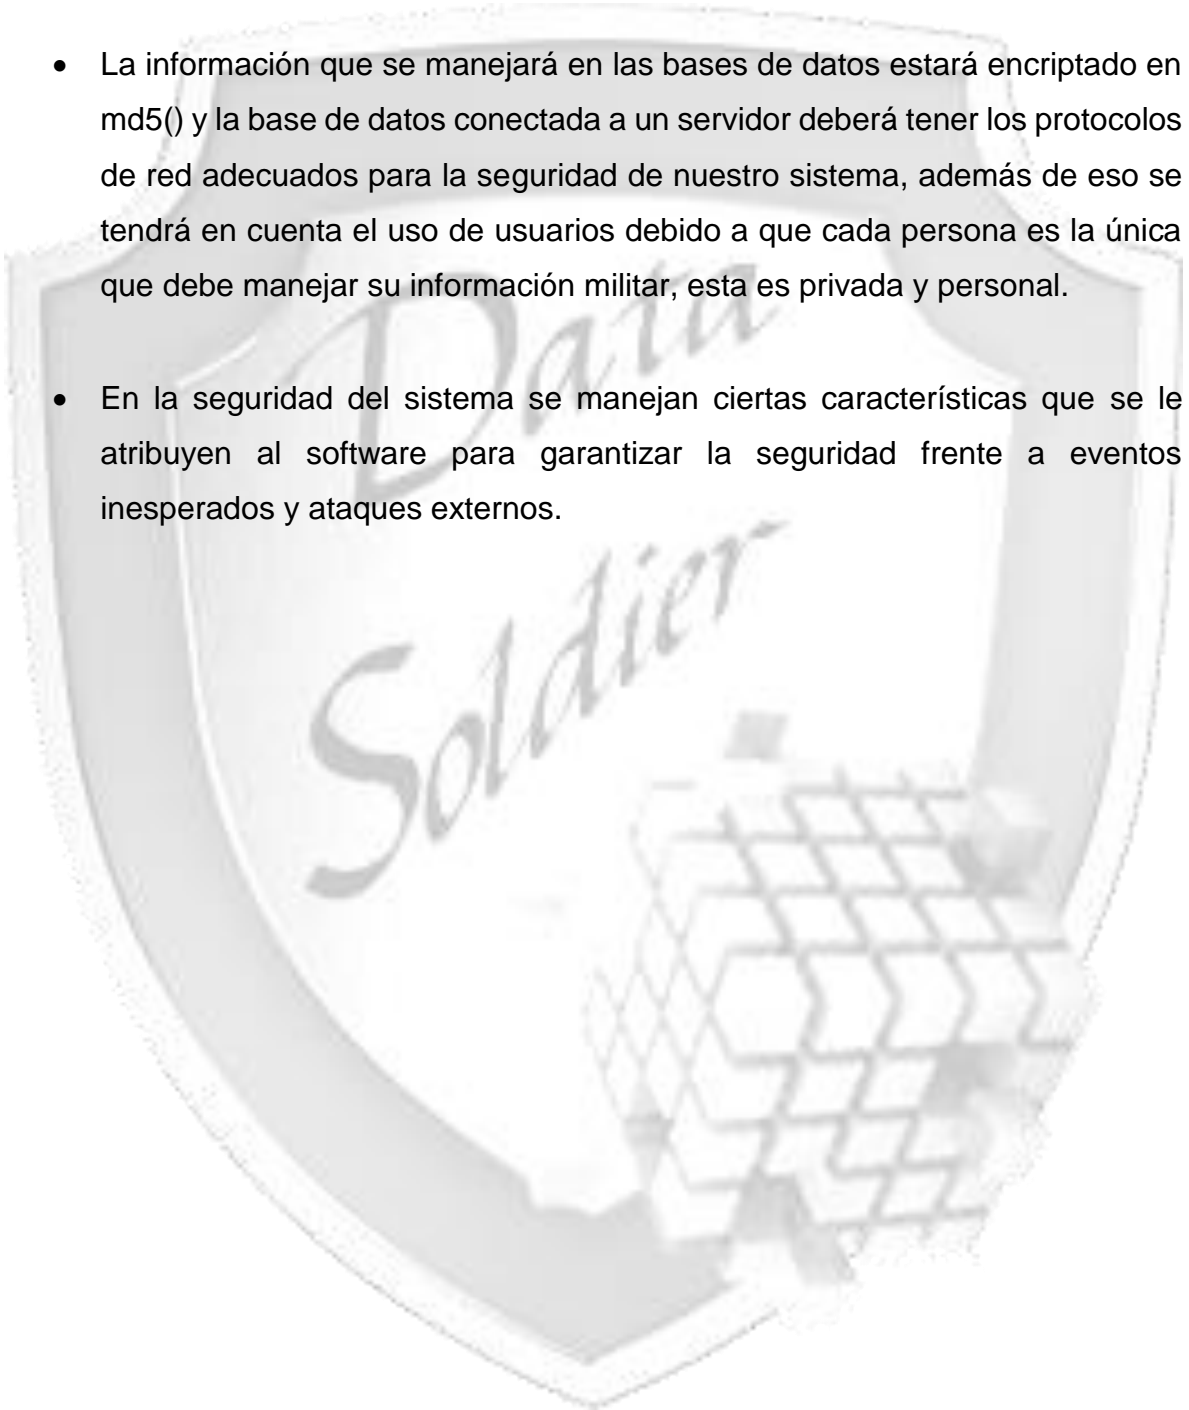 • La información que se manejará en las bases de datos estará encriptado en
md5() y la base de datos conectada a un servidor deberá tener los protocolos
de red adecuados para la seguridad de nuestro sistema, además de eso se
tendrá en cuenta el uso de usuarios debido a que cada persona es la única
que debe manejar su información militar, esta es privada y personal.
• En la seguridad del sistema se manejan ciertas características que se le
atribuyen al software para garantizar la seguridad frente a eventos
inesperados y ataques externos.
Data
Soldier